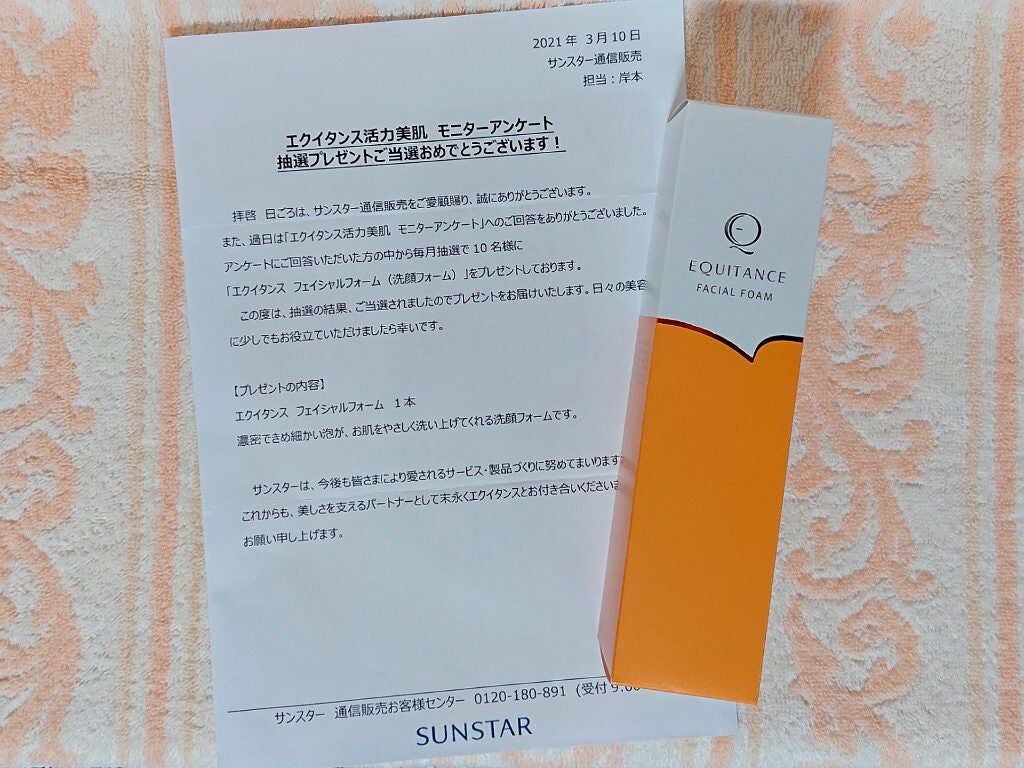 2021年 3月10日
サンスター通信販売
担当：岸本
エクイタンス活力美肌 モニターアンケート
抽選プレゼントご当選おめでとうございます！
拝啓 日ごろは、サンスター通信販売をご愛顧賜り、誠にありがとうございます。
また、過日は「エクイタンス活力美肌 モニターアンケート」へのご回答をありがとうございました。
アンケートにご回答いただいた方の中から毎月抽選で10名様に
「エクイタンス フェイシャルフォーム（洗顔フォーム）」をプレゼントしております。
この度は、抽選の結果、ご当選されましたのでプレゼントをお届けいたします。日々の美容
に少しでもお役立ていただけましたら幸いです。
【プレゼントの内容】
エクイタンス フェイシャルフォーム 1本
濃密できめ細かい泡が、お肌をやさしく洗い上げてくれる洗顔フォームです。
サンスターは、今後も皆さまにより愛されるサービス・製品づくりに努めてまいります
これからも、美しさを支えるパートナーとして末永くエクイタンスとお付き合いくださいま
お願い申し上げます。
サンスター 通信販売お客様センター 0120-180-891 (受付 9:00
SUNSTAR
EQUITANCE
FACIAL FOAM